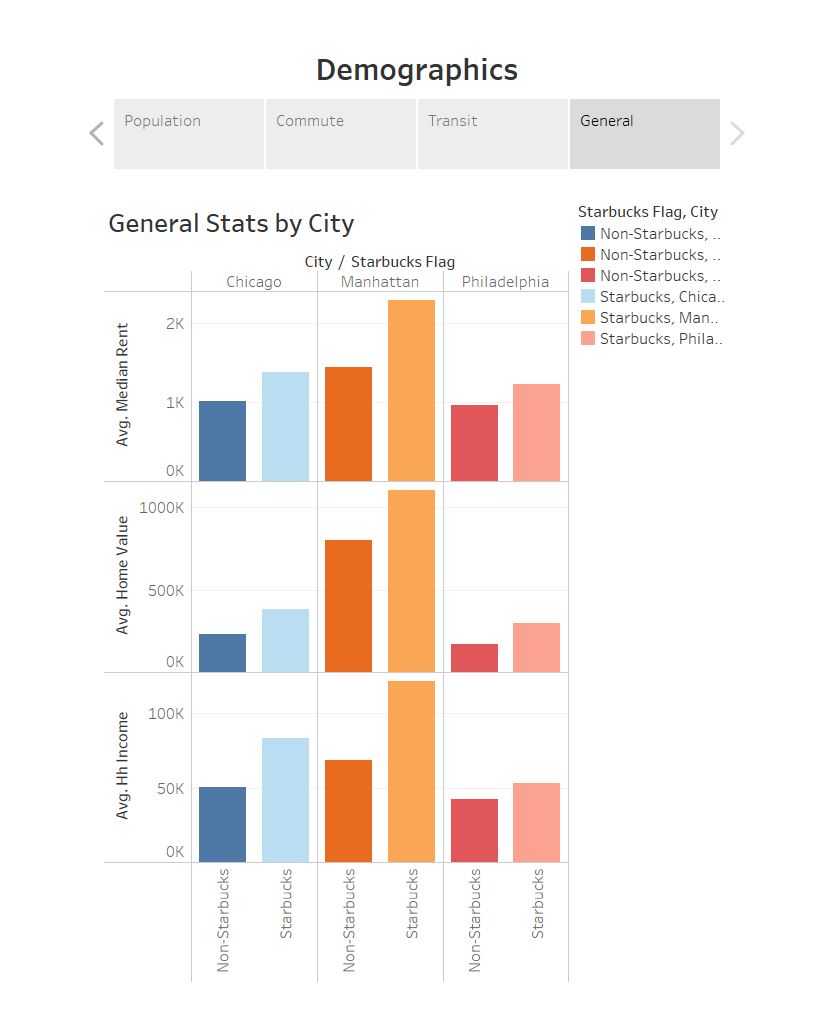 Demographics
Population
Commute
Transit
General
General Stats by City
Starbucks Flag, City
Non-Starbucks, ..
Non-Starbucks, ..
Non-Starbucks, ..
Starbucks, Chica..
Starbucks, Man..
Starbucks, Phila..
City / Starbucks Flag
Chicago
Manhattan
Philadelphia
Avg. Median Rent
2K
1K
0K
Avg. Home Value
1000K
500K
0K
Avg. Hh Income
100K
50K
0K
Non-Starbucks
Starbucks
Non-Starbucks
Starbucks
Non-Starbucks
Starbucks